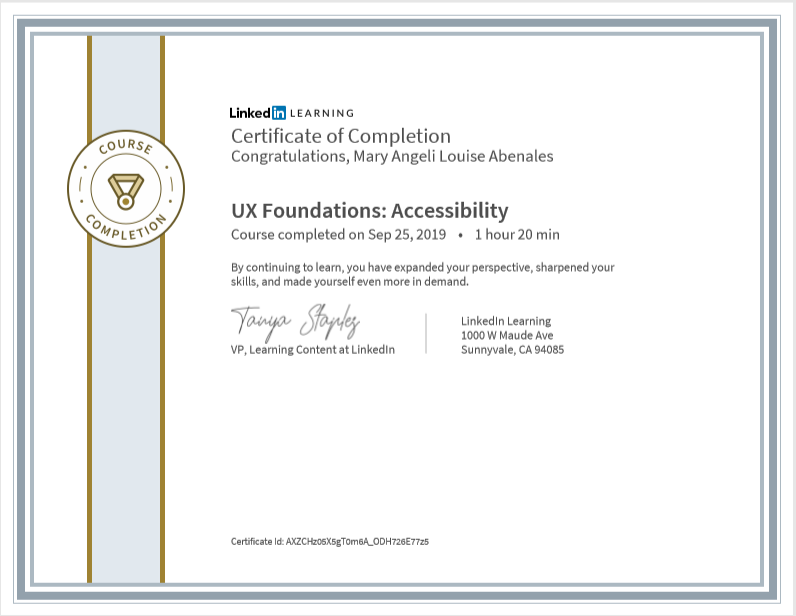 COURSE
COMPLETION
LinkedIn LEARNING
Certificate of Completion
Congratulations, Mary Angeli Louise Abenales
UX Foundations: Accessibility
Course completed on Sep 25, 2019 • 1 hour 20 min
By continuing to learn, you have expanded your perspective, sharpened your
skills, and made yourself even more in demand.
Tanya Staples
VP, Learning Content at LinkedIn
LinkedIn Learning
1000 W Maude Ave
Sunnyvale, CA 94085
Certificate Id: AXZCHz05X5gT0m6A_ODH726E77z5